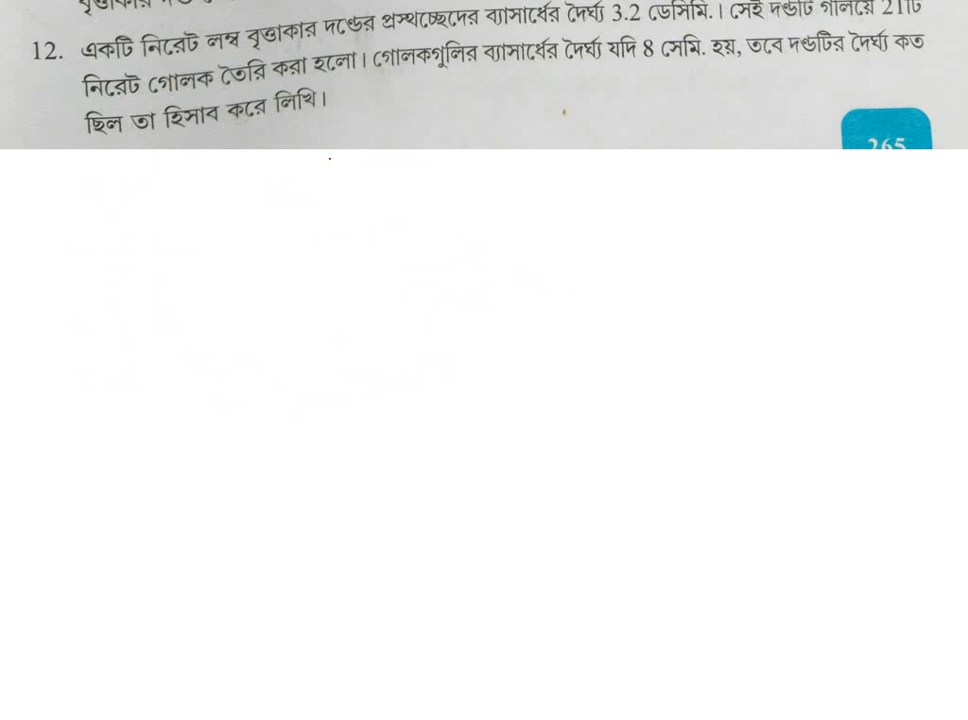 12. একটি নিরেট লম্ব বৃত্তাকার দণ্ডের প্রস্থচ্ছেদের ব্যাসার্ধের দৈর্ঘ্য 3.2 ডেসিমি.। সেই দণ্ডটি গলিয়ে 21টি
নিরেট গোলক তৈরি করা হলো। গোলকগুলির ব্যাসার্ধের দৈর্ঘ্য যদি 8 সেমি. হয়, তবে দণ্ডটির দৈর্ঘ্য কত
ছিল তা হিসাব করে লিখি।
265